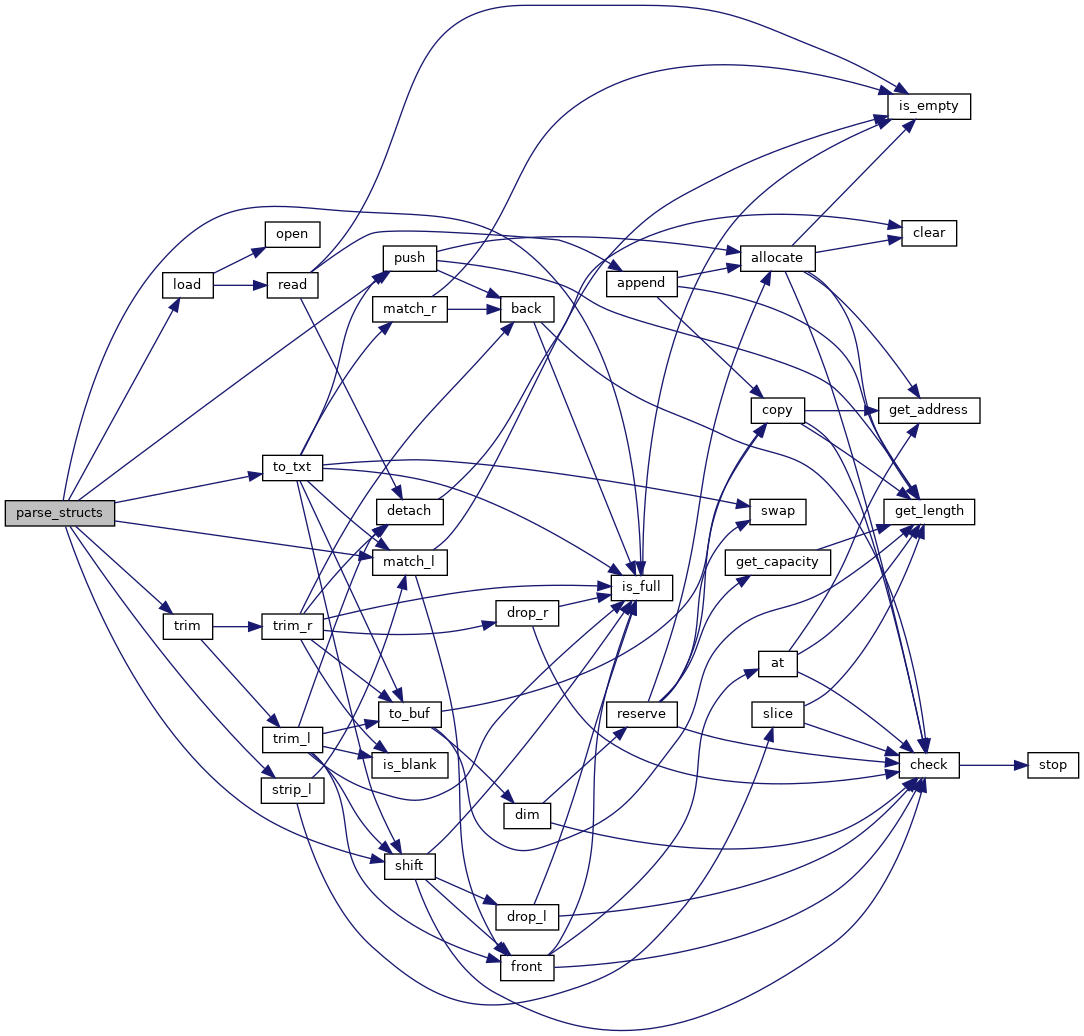 parse_structs
load
trim
open
read
to_txt
trim_r
trim_l
strip_l
push
match_r
detach
match_l
to_buf
is_blank
shift
back
drop_r
dim
drop_l
front
append
is_full
reserve
allocate
copy
swap
get_capacity
at
slice
is_empty
clear
get_address
get_length
check
stop